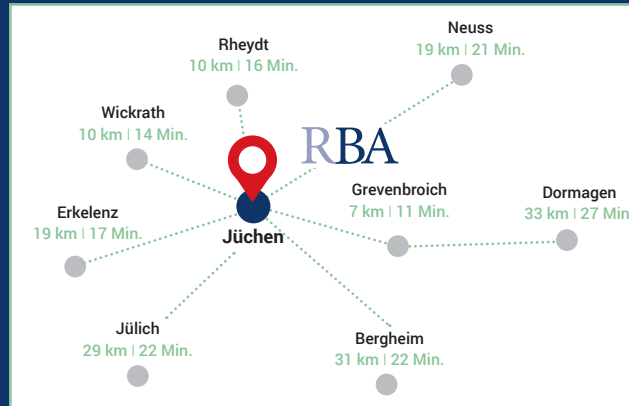 Neuss
19 km | 21 Min.
Rheydt
10 km | 16 Min.
Wickrath
10 km | 14 Min.
RBA
Grevenbroich
7 km | 11 Min.
Dormagen
33 km | 27 Min
Erkelenz
19 km | 17 Min.
Jüchen
Jülich
29 km | 22 Min.
Bergheim
31 km | 22 Min.